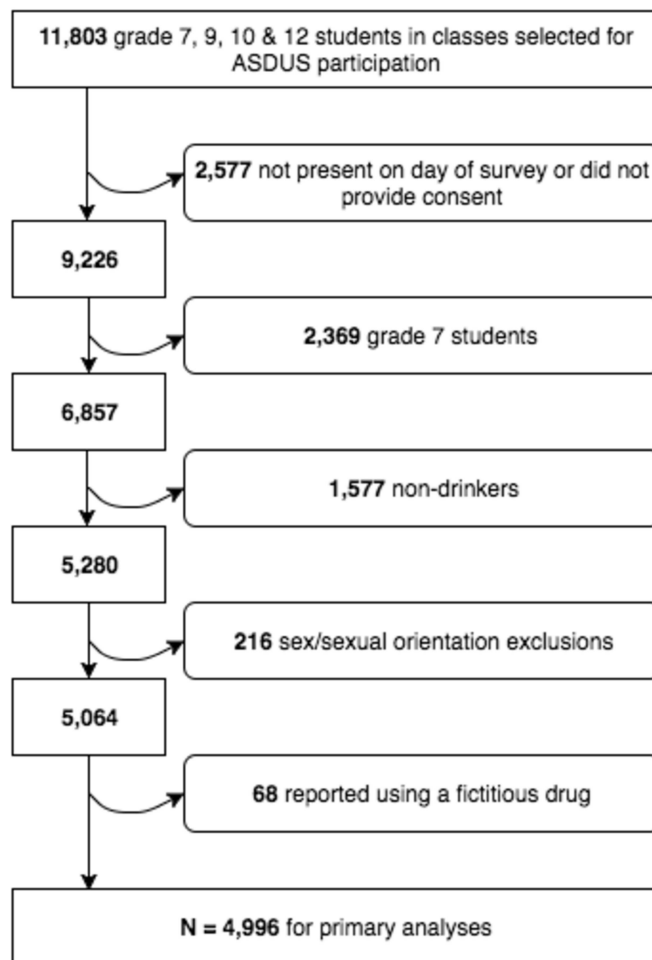 11,803 grade 7, 9, 10 & 12 students in classes selected for
ASDUS participation
2,577 not present on day of survey or did not
provide consent
9,226
2,369 grade 7 students
6,857
1,577 non-drinkers
5,280
216 sex/sexual orientation exclusions
5,064
68 reported using a fictitious drug
N = 4,996 for primary analyses